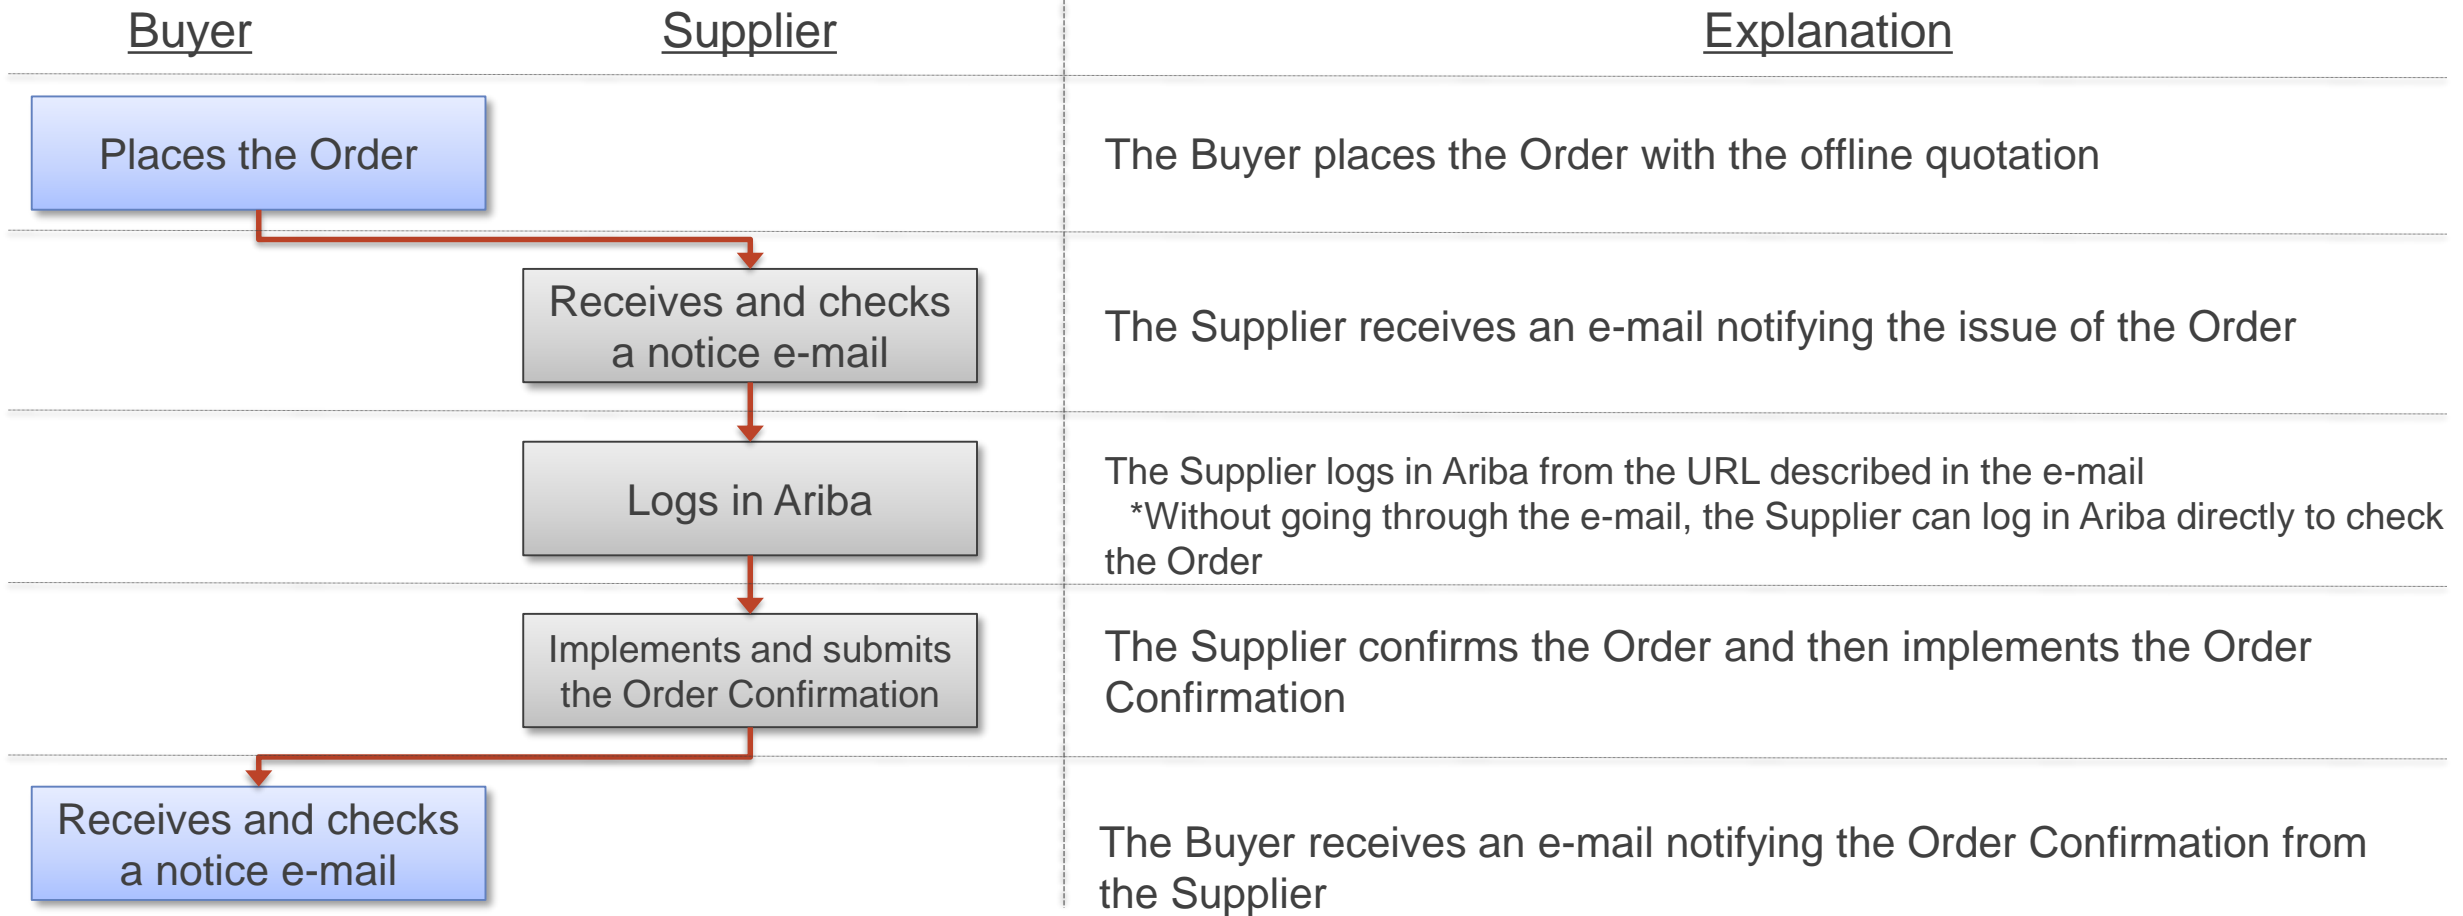 Buyer
Supplier
Explanation
Places the Order
The Buyer places the Order with the offline quotation
Receives and checks
a notice e-mail
The Supplier receives an e-mail notifying the issue of the Order
Logs in Ariba
The Supplier logs in Ariba from the URL described in the e-mail
*Without going through the e-mail, the Supplier can log in Ariba directly to check
the Order
Implements and submits
the Order Confirmation
The Supplier confirms the Order and then implements the Order
Confirmation
Receives and checks
a notice e-mail
The Buyer receives an e-mail notifying the Order Confirmation from
the Supplier